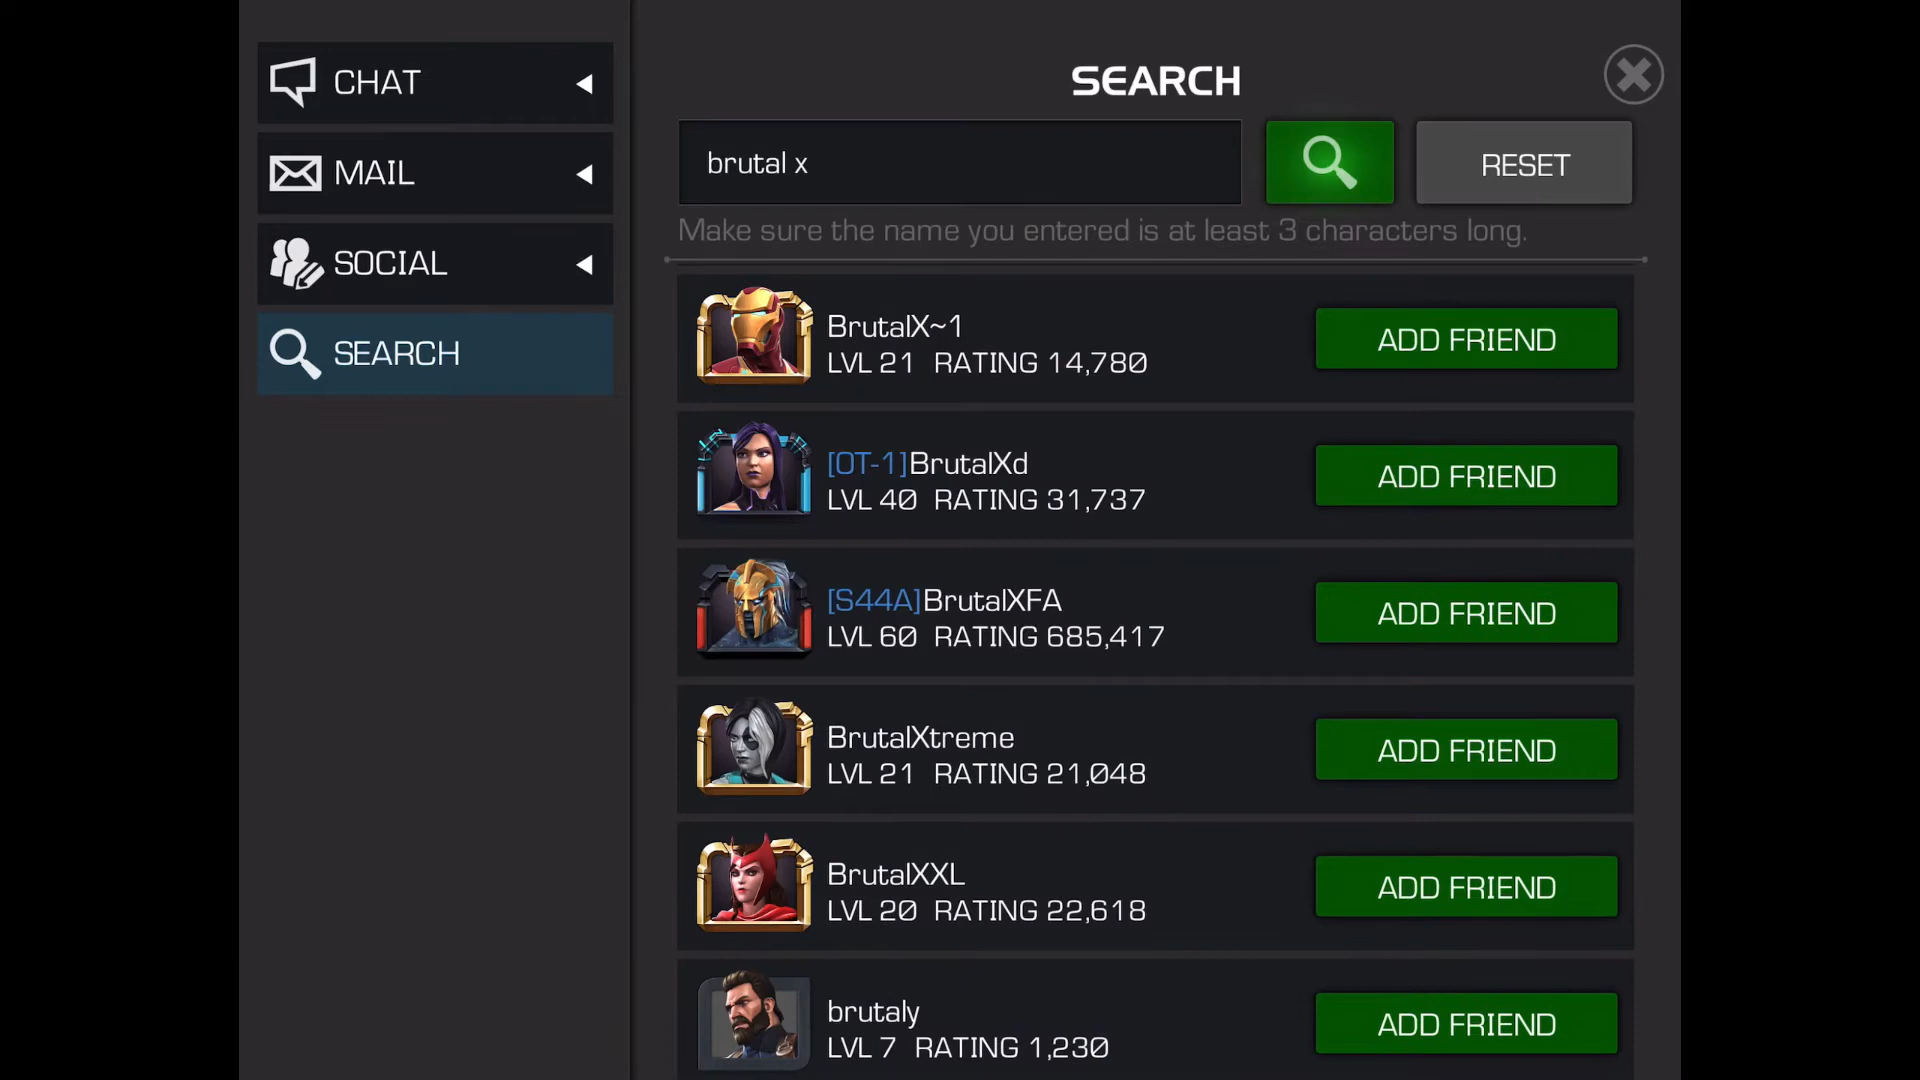 CHAT
MAIL
SOCIAL
SEARCH
SEARCH
brutal x
RESET
Make sure the name you entered is at least 3 characters long.
BrutalX~1
LVL 21 RATING 14,780
ADD FRIEND
[OT-1]BrutalXd
LVL 40 RATING 31,737
ADD FRIEND
[S44A]BrutalXFA
LVL 60 RATING 685,417
ADD FRIEND
BrutalXtreme
LVL 21 RATING 21,048
ADD FRIEND
BrutalXXL
LVL 20 RATING 22,618
ADD FRIEND
brutaly
LVL 7 RATING 1,230
ADD FRIEND